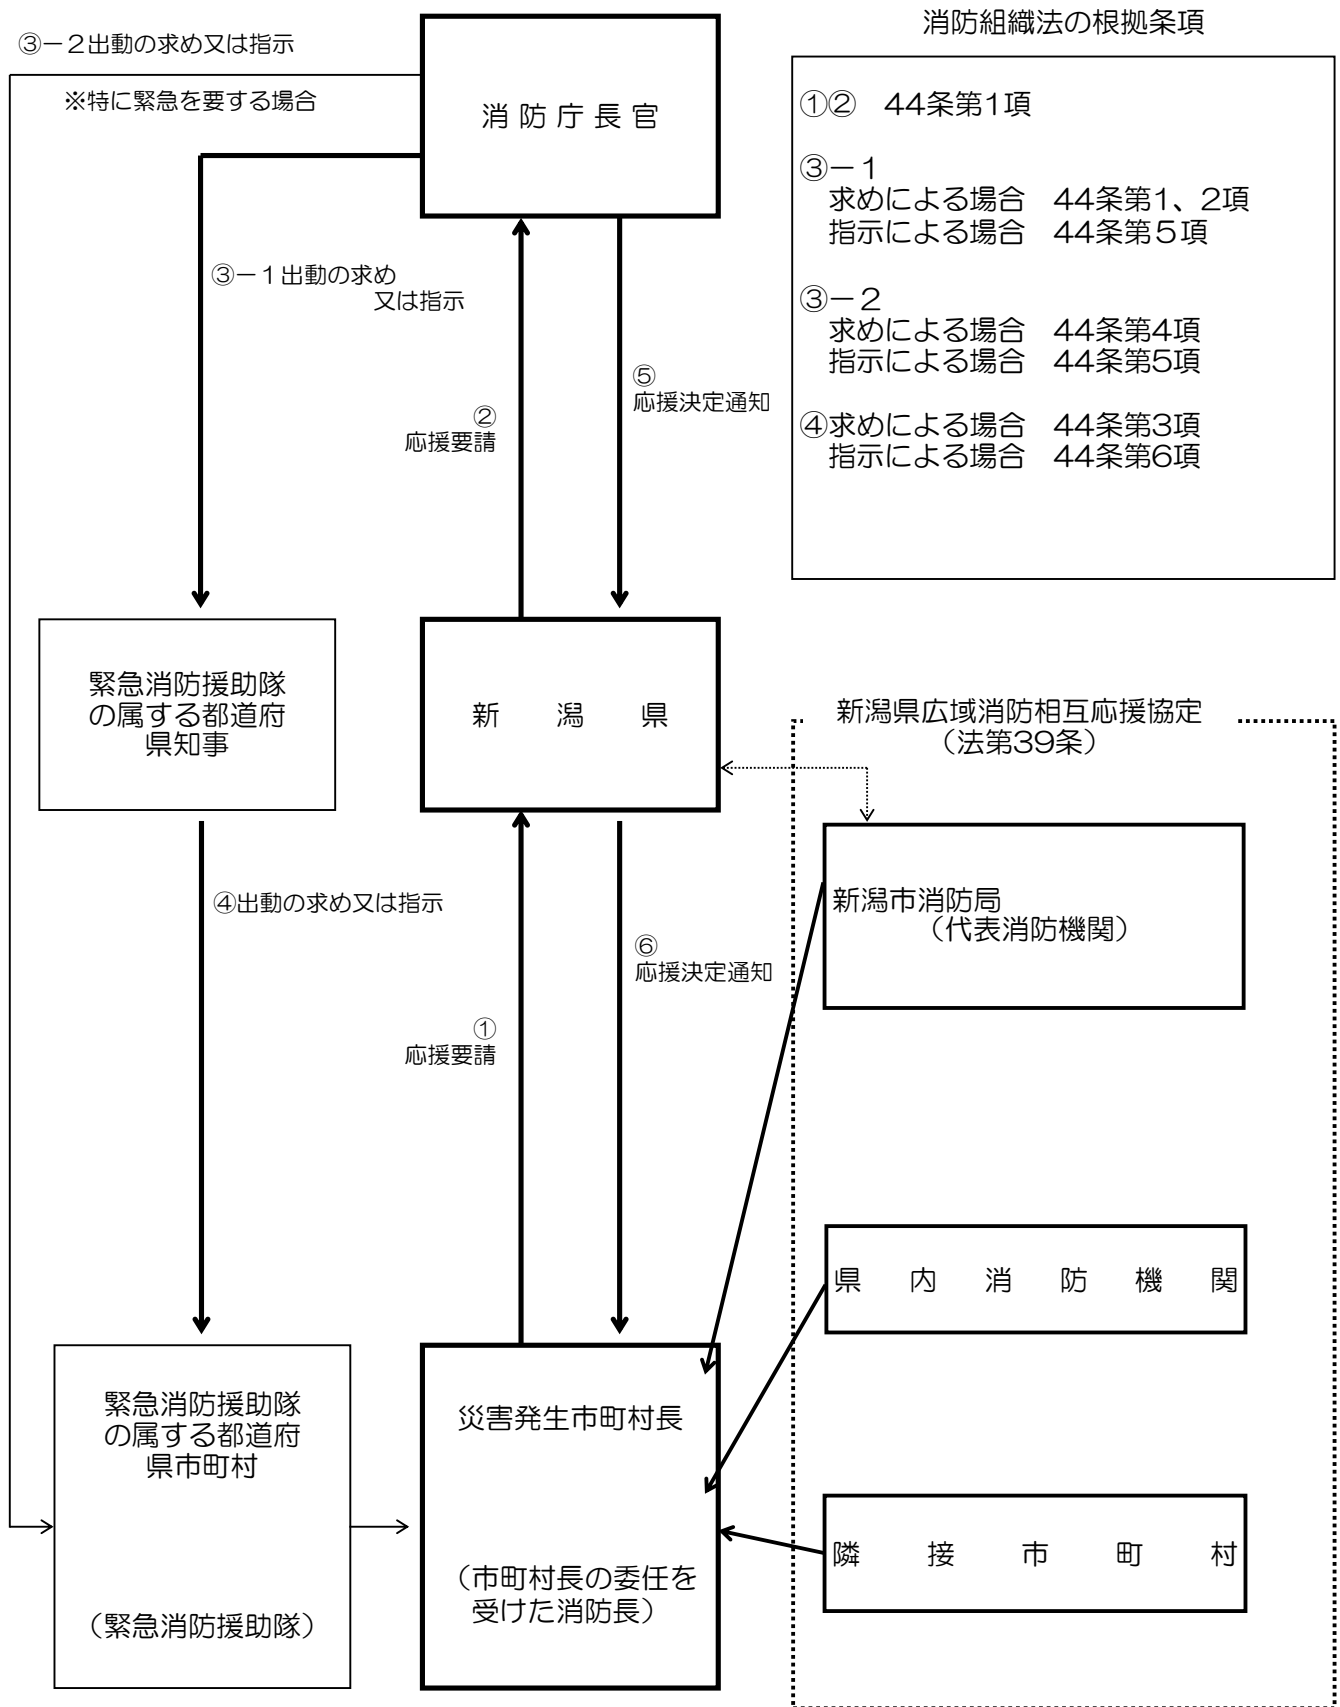 ③－２出動の求め又は指示
※特に緊急を要する場合
消防庁長官
消防組織法の根拠条項
①②　44条第1項
③－１
求めによる場合　44条第1、2項
指示による場合　44条第５項
③－２
求めによる場合　44条第4項
指示による場合　44条第5項
④求めによる場合　44条第3項
指示による場合　44条第6項
③－１出動の求め
又は指示
②
応援要請
⑤
応援決定通知
緊急消防援助隊
の属する都道府
県知事
新　潟　県
新潟県広域消防相互応援協定
（法第39条）
新潟市消防局
（代表消防機関）
④出動の求め又は指示
①
応援要請
⑥
応援決定通知
県内消防機関
緊急消防援助隊
の属する都道府
県市町村
（緊急消防援助隊）
災害発生市町村長
（市町村長の委任を
受けた消防長）
隣接市町村